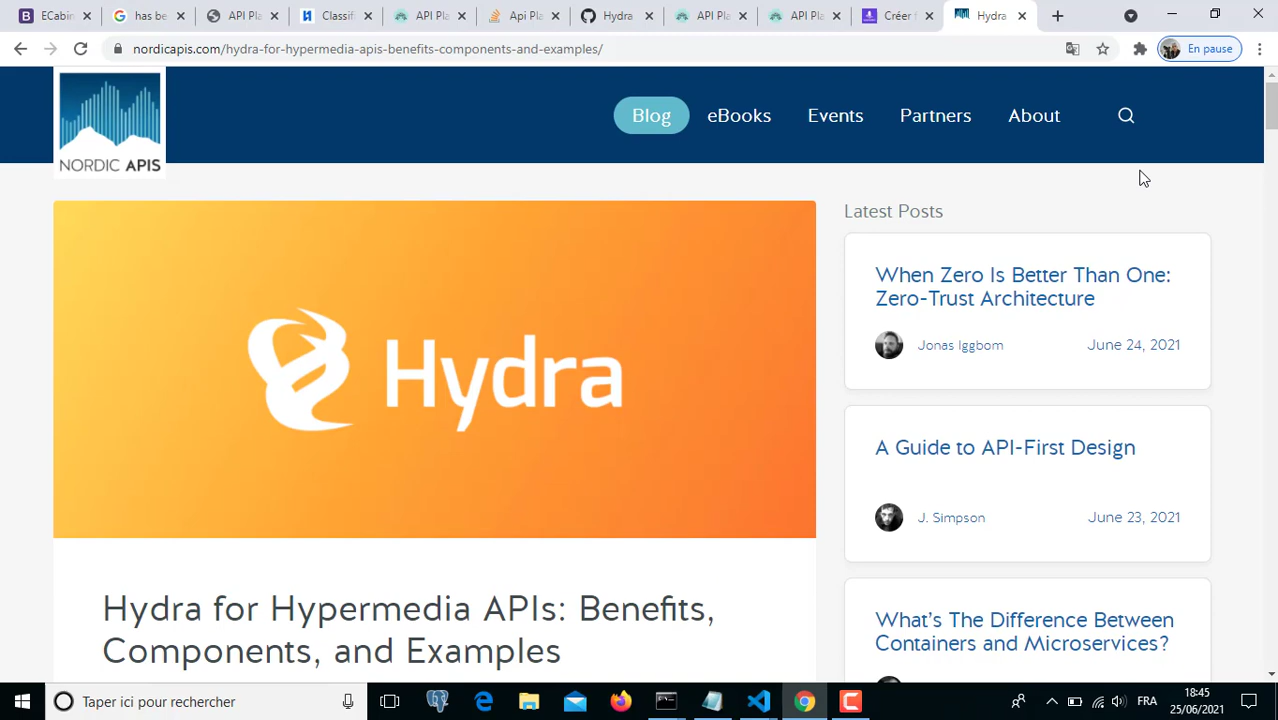 ECabin
has be
API Pl
Classifi
API Pla
Api Pla
Hydra
API Pl
API Pl
Créer f
Hydra
nordicapis.com/hydra-for-hypermedia-apis-benefits-components-and-examples/
En pause
NORDIC APIS
Blog
eBooks
Events
Partners
About
Hydra
Hydra for Hypermedia APIs: Benefits,
Components, and Examples
Latest Posts
When Zero Is Better Than One:
Zero-Trust Architecture
Jonas Iggbom
June 24, 2021
A Guide to API-First Design
J. Simpson
June 23, 2021
What's The Difference Between
Containers and Microservices?
Taper ici pour rechercher
FRA
18:45
25/06/2021